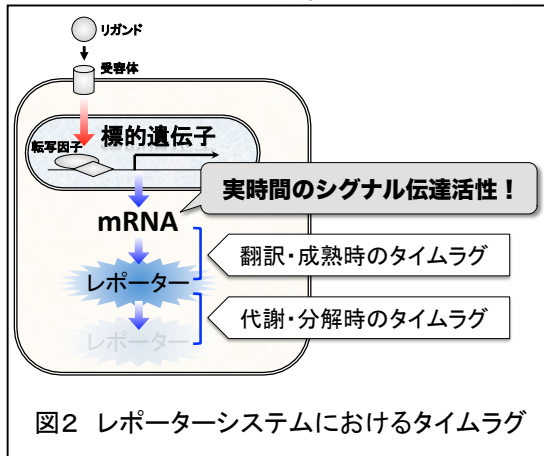 リガンド
受容体
標的遺伝子
転写因子
実時間のシグナル伝達活性！
mRNA
翻訳・成熟時のタイムラグ
レポーター
代謝・分解時のタイムラグ
レポーター
図2 レポーターシステムにおけるタイムラグ